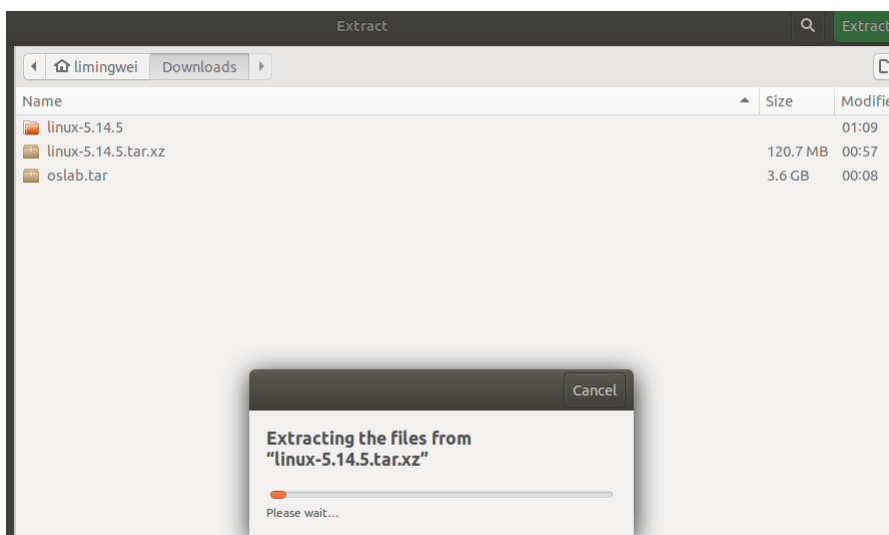 Extract
Extract
limingwei Downloads
Name Size Modifie
linux-5.14.5 01:09
linux-5.14.5.tar.xz 120.7 MB 00:57
oslab.tar 3.6 GB 00:08
Cancel
Extracting the files from
“linux-5.14.5.tar.xz”
Please wait...